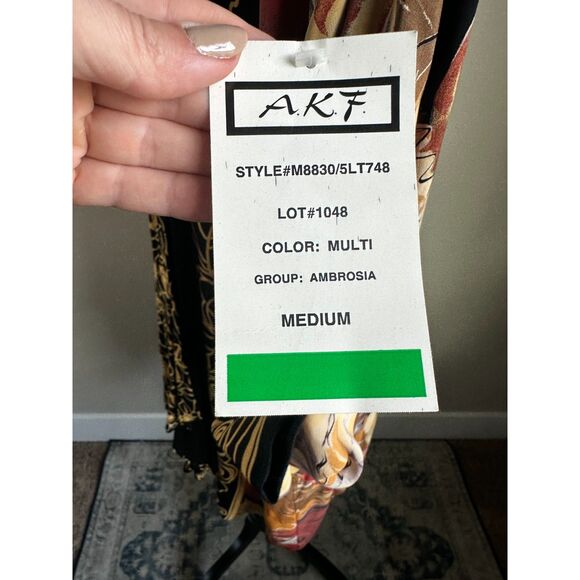 A.K.F.
STYLE#M8830/5LT748
LOT#1048
COLOR: MULTI
GROUP: AMBROSIA
MEDIUM